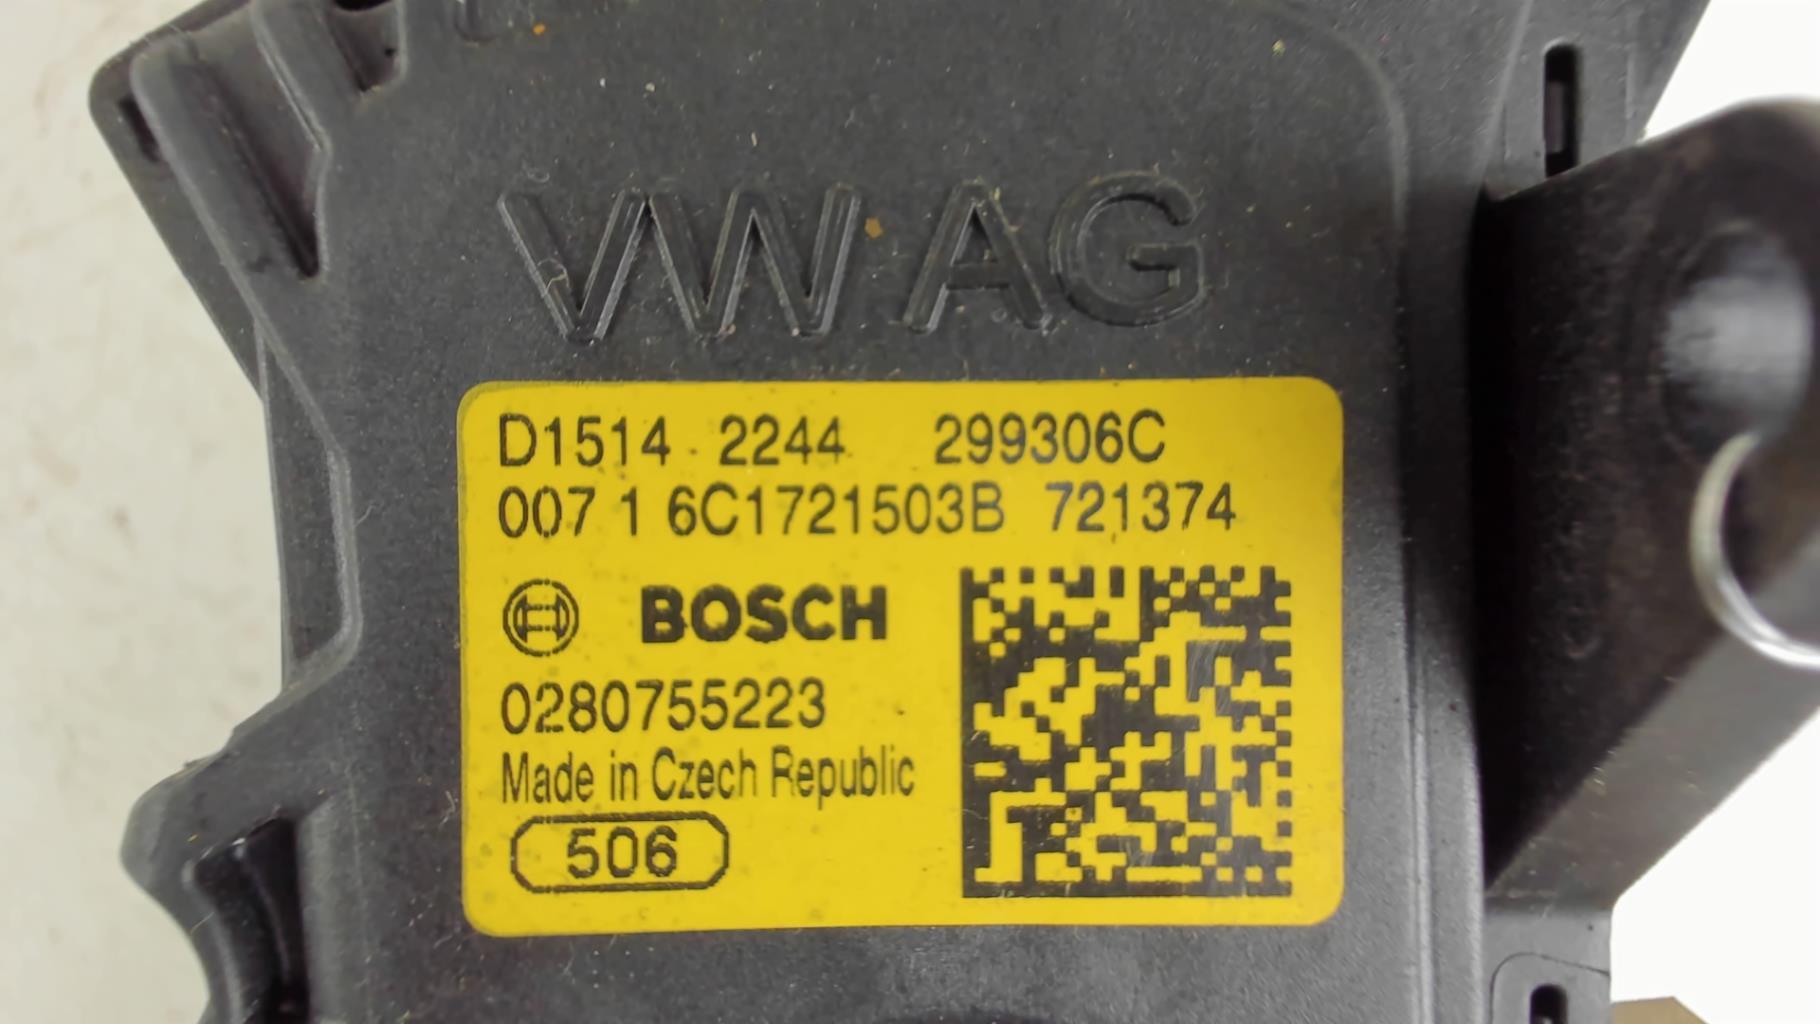 VW AG
D1514 2244 299306C
007 1 6C1721503B 721374
BOSCH
0280755223
Made in Czech Republic
506